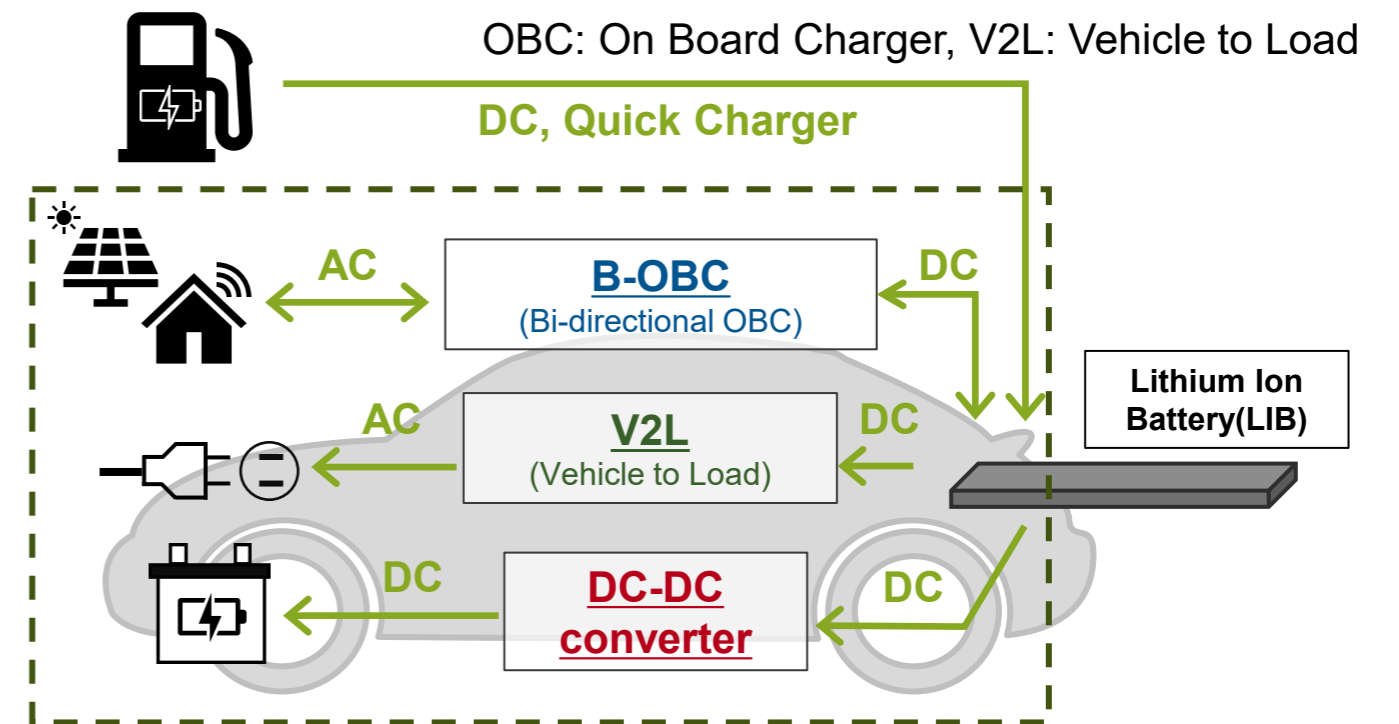 OBC: On Board Charger, V2L: Vehicle to Load
DC, Quick Charger
AC
B-OBC
(Bi-directional OBC)
DC
Lithium Ion
Battery(LIB)
AC
V2L
(Vehicle to Load)
DC
DC
DC-DC
converter
DC